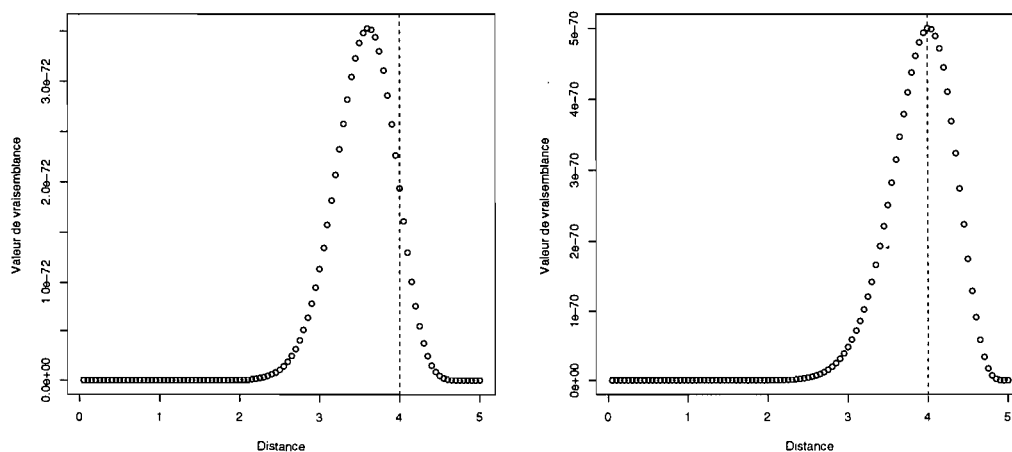 Valeur de vraisemblance
3.0e-72
2.0e-72
1.0e-72
0.0e+00
0 1 2 3 4 5
Distance
Valeur de vraisemblance
5e-70
4e-70
3e-70
2e-70
1e-70
0e+00
0 1 2 3 4 5
Distance